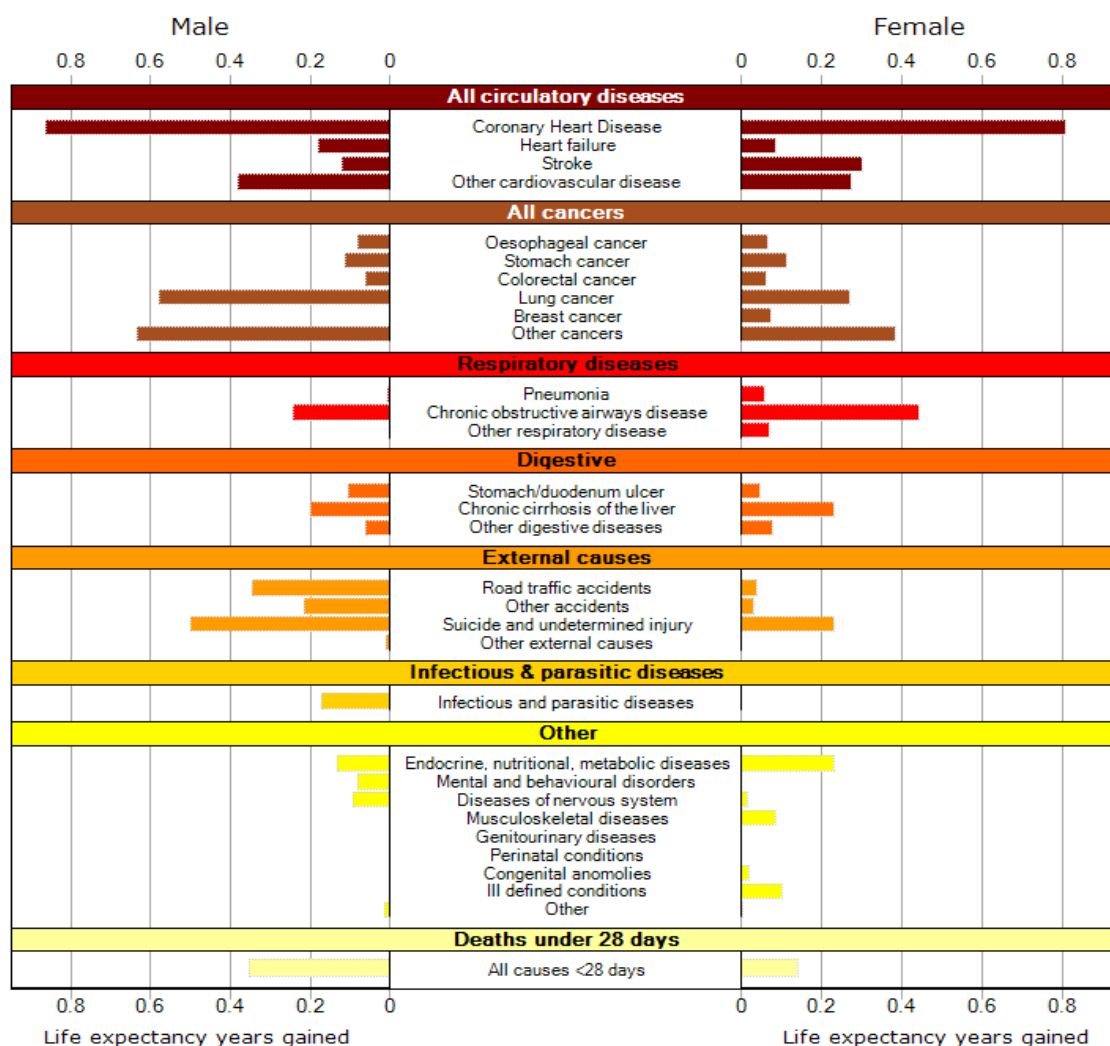 Male Female
0.8 0.6 0.4 0.2 0 0 0.2 0.4 0.6 0.8
All circulatory diseases
Coronary Heart Disease
Heart failure
Stroke
Other cardiovascular disease
All cancers
Oesophageal cancer
Stomach cancer
Colorectal cancer
Lung cancer
Breast cancer
Other cancers
Respiratory diseases
Pneumonia
Chronic obstructive airways disease
Other respiratory disease
Digestive
Stomach/duodenum ulcer
Chronic cirrhosis of the liver
Other digestive diseases
External causes
Road traffic accidents
Other accidents
Suicide and undetermined injury
Other external causes
Infectious & parasitic diseases
Infectious and parasitic diseases
Other
Endocrine, nutritional, metabolic diseases
Mental and behavioural disorders
Diseases of nervous system
Musculoskeletal diseases
Genitourinary diseases
Perinatal conditions
Congenital anomolies
Ill defined conditions
Other
Deaths under 28 days
All causes <28 days
0.8 0.6 0.4 0.2 0 0 0.2 0.4 0.6 0.8
Life expectancy years gained Life expectancy years gained